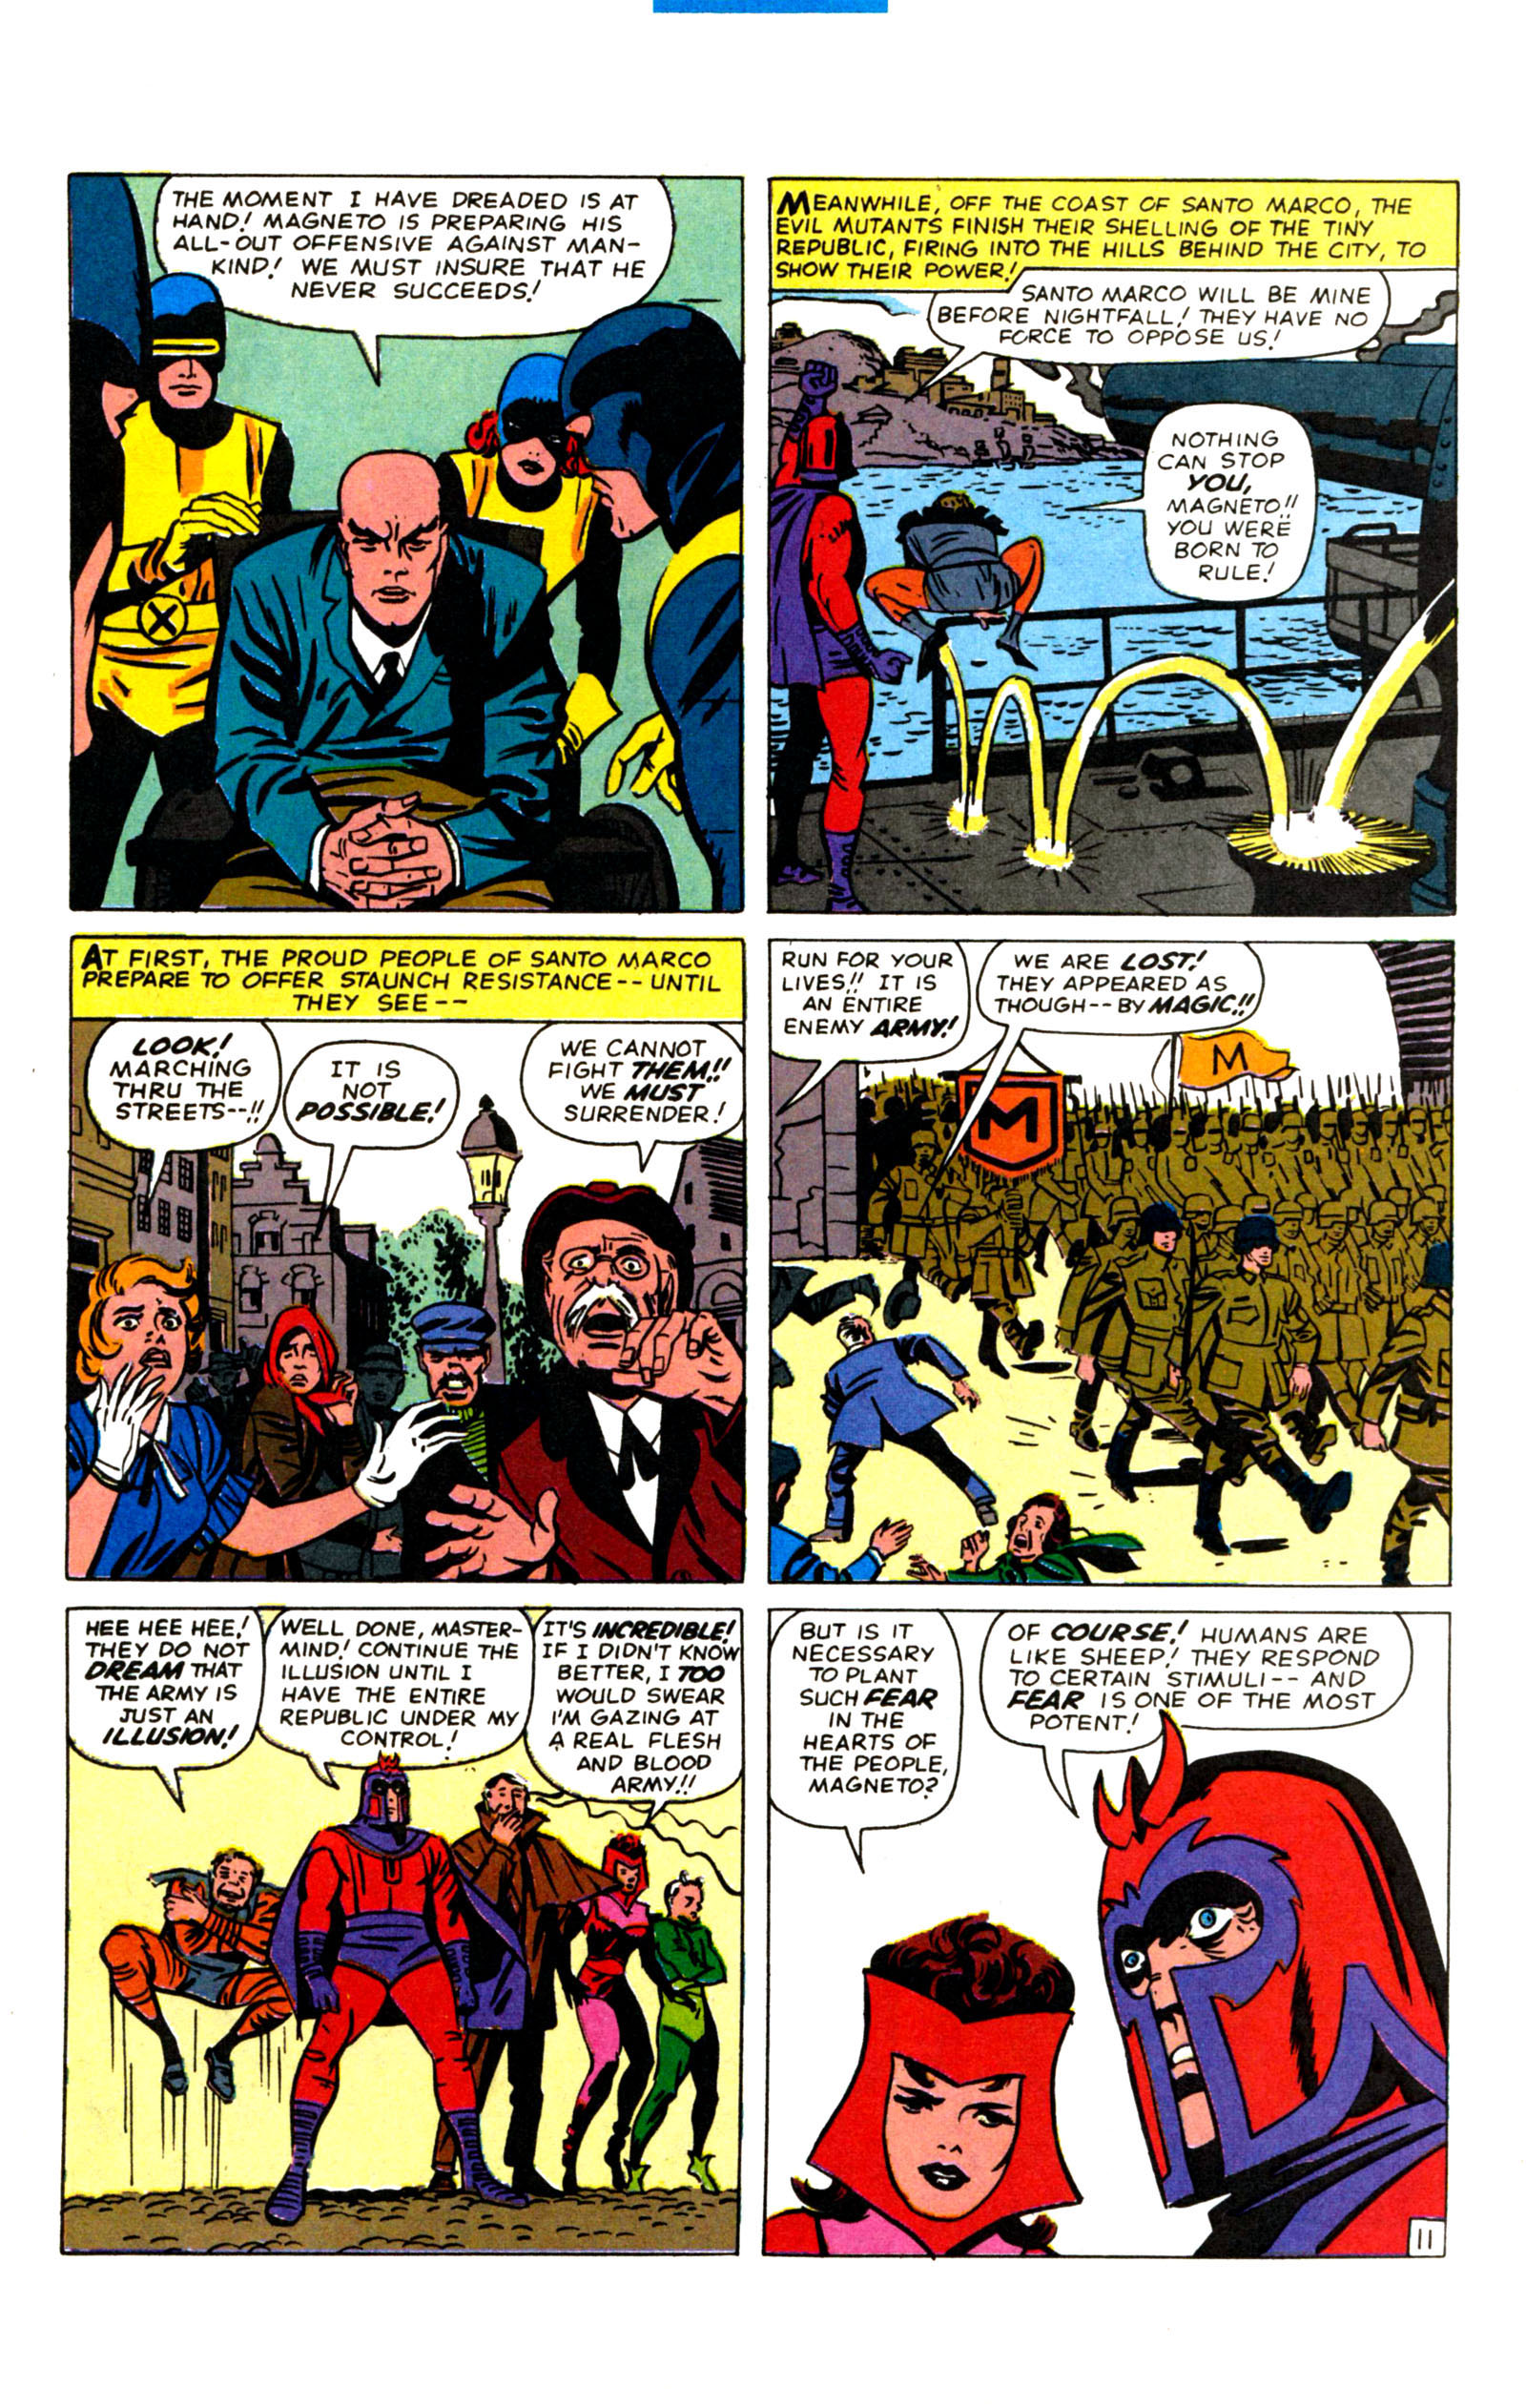 THE MOMENT I HAVE DREADED IS AT
HAND! MAGNETO IS PREPARING HIS
ALL-OUT OFFENSIVE AGAINST MAN-
KIND! WE MUST INSURE THAT HE
NEVER SUCCEEDS!
X
MEANWHILE, OFF THE COAST OF SANTO MARCO, THE
EVIL MUTANTS FINISH THEIR SHELLING OF THE TINY
REPUBLIC, FIRING INTO THE HILLS BEHIND THE CITY, TO
SHOW THEIR POWER!
SANTO MARCO WILL BE MINE
BEFORE NIGHTFALL! THEY HAVE NO
FORCE TO OPPOSE US!
NOTHING
CAN STOP
YOU,
MAGNETO!!
YOU WERE
BORN TO
RULE!
AT FIRST, THE PROUD PEOPLE OF SANTO MARCO
PREPARE TO OFFER STAUNCH RESISTANCE -- UNTIL
THEY SEE --
LOOK!
MARCHING
THRU THE
STREETS--!!
IT IS
NOT
POSSIBLE!
WE CANNOT
FIGHT THEM!!
WE MUST
SURRENDER!
RUN FOR YOUR
LIVES!! IT IS
AN ENTIRE
ENEMY ARMY!
WE ARE LOST!
THEY APPEARED AS
THOUGH -- BY MAGIC!!
M
M
HEE HEE HEE!
THEY DO NOT
DREAM THAT
THE ARMY IS
JUST AN
ILLUSION!
WELL DONE, MASTER-
MIND! CONTINUE THE
ILLUSION UNTIL I
HAVE THE ENTIRE
REPUBLIC UNDER MY
CONTROL!
IT'S INCREDIBLE!
IF I DIDN'T KNOW
BETTER, I TOO
WOULD SWEAR
I'M GAZING AT
A REAL FLESH
AND BLOOD
ARMY!!
BUT IS IT
NECESSARY
TO PLANT
SUCH FEAR
IN THE
HEARTS OF
THE PEOPLE,
MAGNETO?
OF COURSE! HUMANS ARE
LIKE SHEEP! THEY RESPOND
TO CERTAIN STIMULI -- AND
FEAR IS ONE OF THE MOST
POTENT!
11